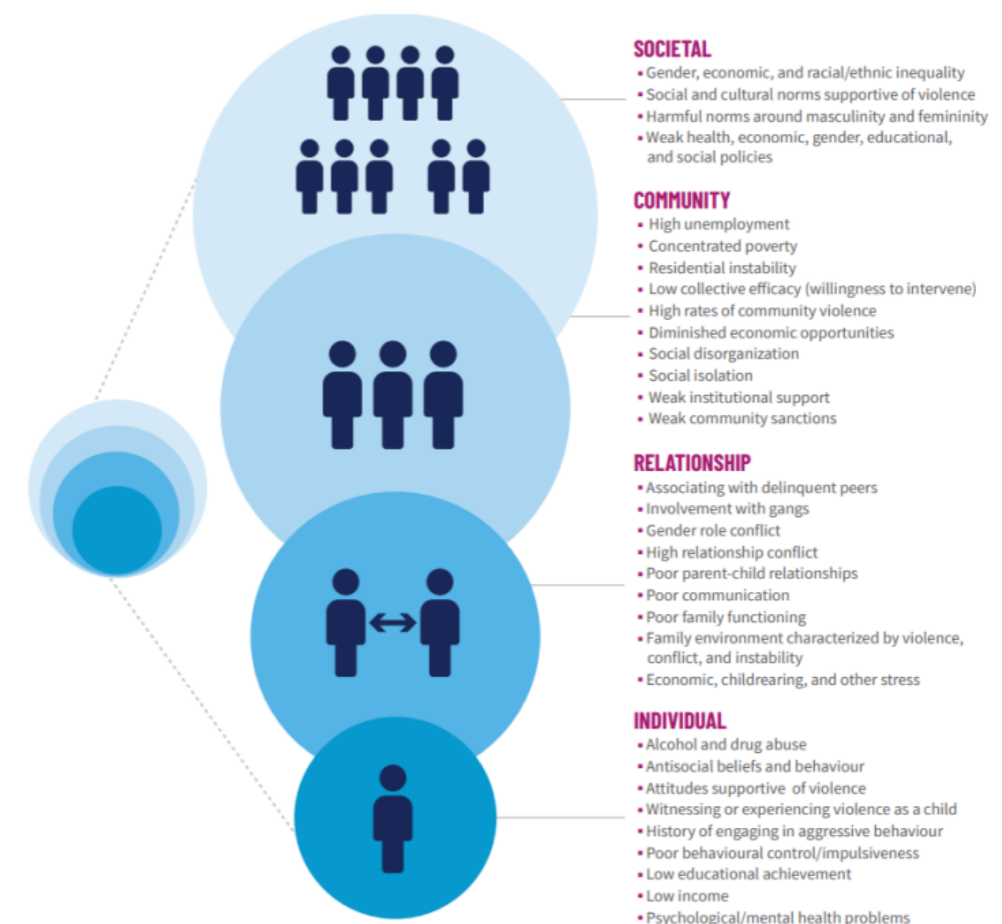 SOCIETAL
▪ Gender, economic, and racial/ethnic inequality
▪ Social and cultural norms supportive of violence
▪ Harmful norms around masculinity and femininity
▪ Weak health, economic, gender, educational,
and social policies
COMMUNITY
▪ High unemployment
▪ Concentrated poverty
▪ Residential instability
▪ Low collective efficacy (willingness to intervene)
▪ High rates of community violence
▪ Diminished economic opportunities
▪ Social disorganization
▪ Social isolation
▪ Weak institutional support
▪ Weak community sanctions
RELATIONSHIP
▪ Associating with delinquent peers
▪ Involvement with gangs
▪ Gender role conflict
▪ High relationship conflict
▪ Poor parent-child relationships
▪ Poor communication
▪ Poor family functioning
▪ Family environment characterized by violence,
conflict, and instability
▪ Economic, childrearing, and other stress
INDIVIDUAL
▪ Alcohol and drug abuse
▪ Antisocial beliefs and behaviour
▪ Attitudes supportive of violence
▪ Witnessing or experiencing violence as a child
▪ History of engaging in aggressive behaviour
▪ Poor behavioural control/impulsiveness
▪ Low educational achievement
▪ Low income
▪ Psychological/mental health problems